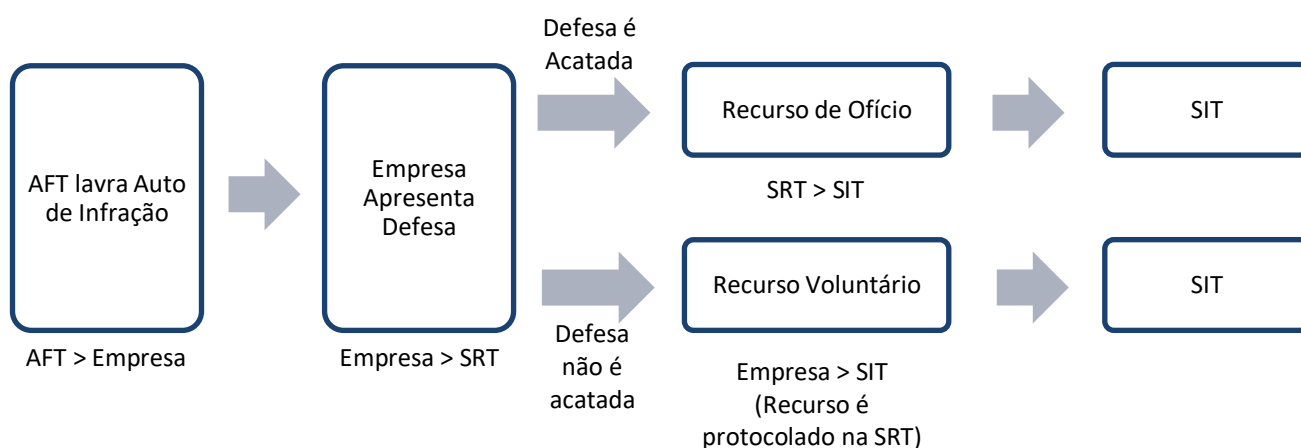 AFT lavra Auto
de Infração
AFT > Empresa
Empresa
Apresenta
Defesa
Empresa > SRT
Defesa é
Acatada
Recurso de Ofício
SRT > SIT
SIT
Defesa
não é
acatada
Recurso Voluntário
Empresa > SIT
(Recurso é
protocolado na SRT)
SIT